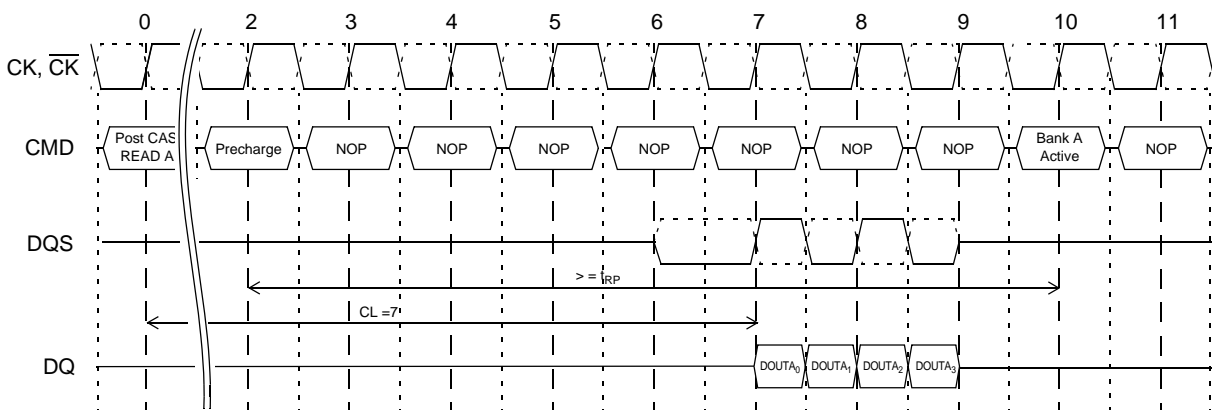 0 2 3 4 5 6 7 8 9 10 11
CK, CK
CMD
Post CAS
READ A
Precharge
NOP
NOP
NOP
NOP
NOP
NOP
NOP
Bank A
Active
NOP
DQS
> = tRP
CL =7
DQ
DOUTA0 DOUTA1 DOUTA2 DOUTA3